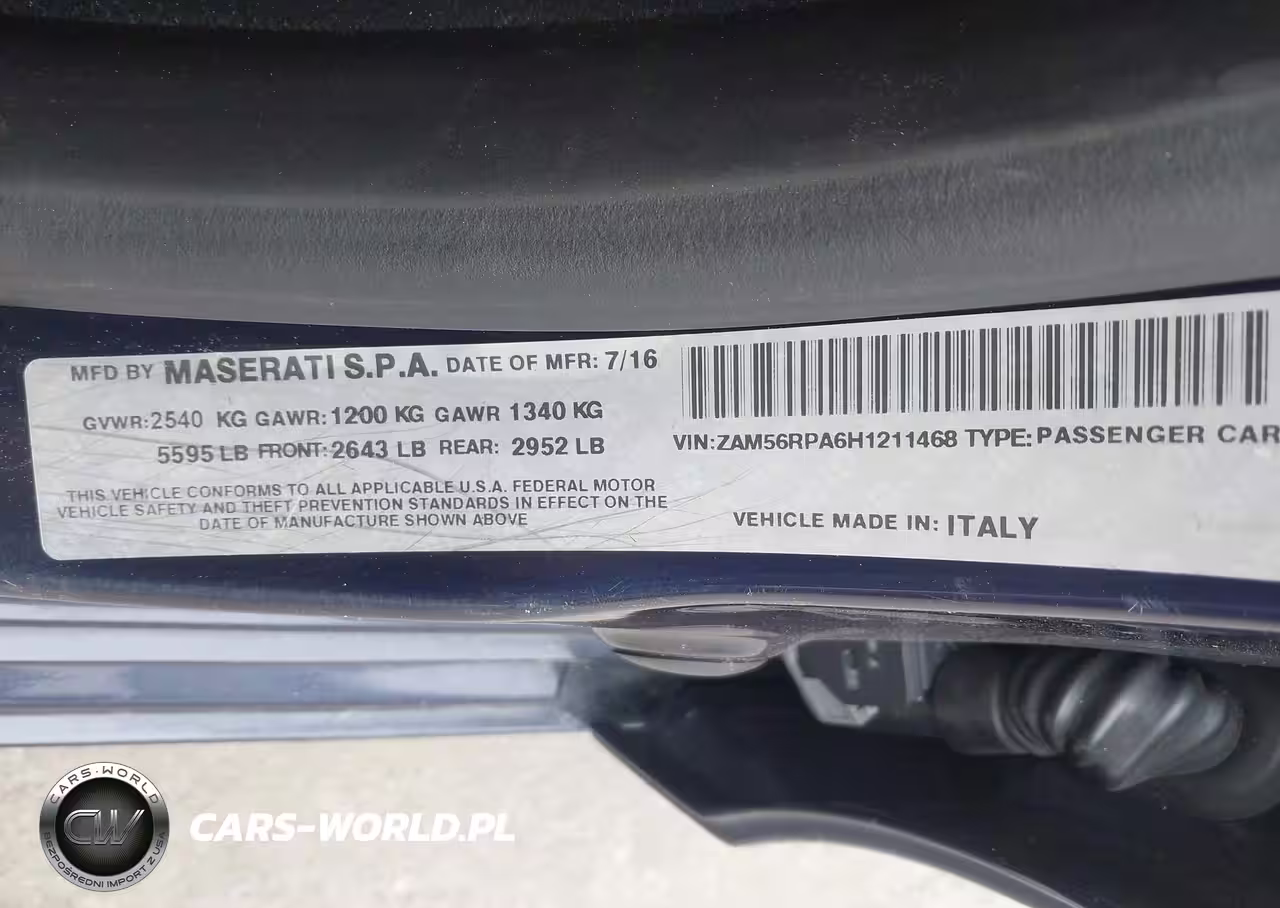 MFD BY MASERATI S.P.A. DATE OF MFR: 7/16
GVWR:2540 KG GAWR:1200 KG GAWR 1340 KG
5595 LB FRONT:2643 LB REAR: 2952 LB
THIS VEHICLE CONFORMS TO ALL APPLICABLE U.S.A. FEDERAL MOTOR
VEHICLE SAFETY AND THEFT PREVENTION STANDARDS IN EFFECT ON THE
DATE OF MANUFACTURE SHOWN ABOVE
VIN:ZAM56RPA6H1211468 TYPE:PASSENGER CAR
VEHICLE MADE IN: ITALY
CARS-WORLD
CW
BEZPOŚREDNI IMPORT Z USA
CARS-WORLD.PL